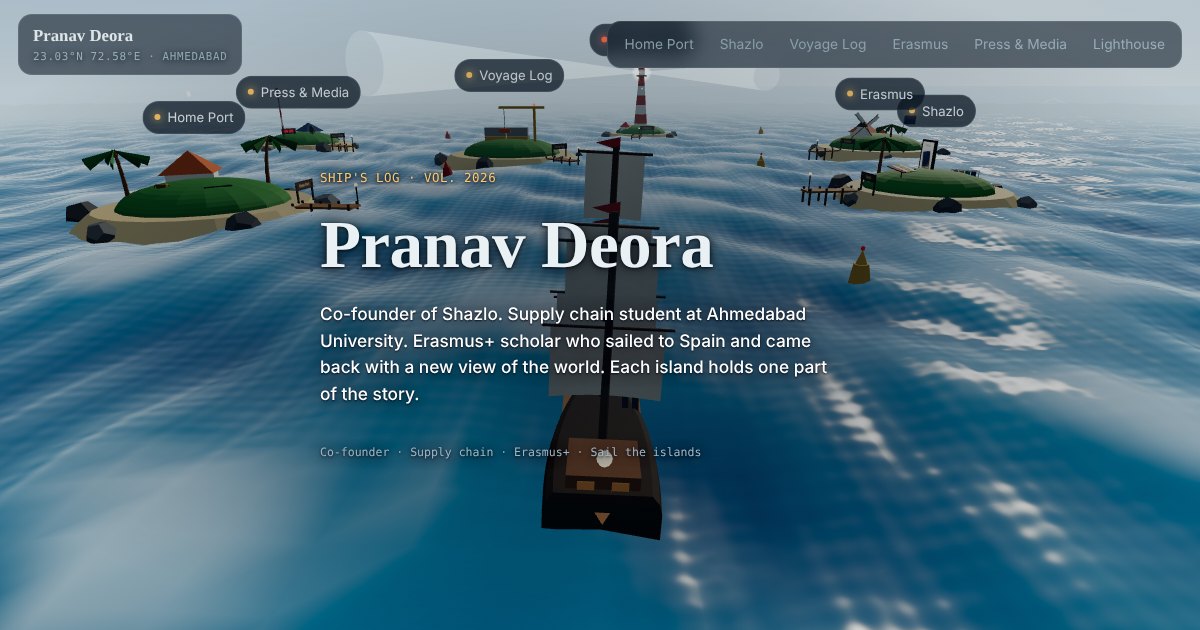 Pranav Deora
23.03°N 72.58°E · AHMEDABAD
Home Port Shazlo Voyage Log Erasmus Press & Media Lighthouse
Voyage Log
Press & Media
Erasmus
Shazlo
Home Port
SHIP'S LOG · VOL. 2026
Pranav Deora
Co-founder of Shazlo. Supply chain student at Ahmedabad
University. Erasmus+ scholar who sailed to Spain and came
back with a new view of the world. Each island holds one part
of the story.
Co-founder · Supply chain · Erasmus+ · Sail the islands